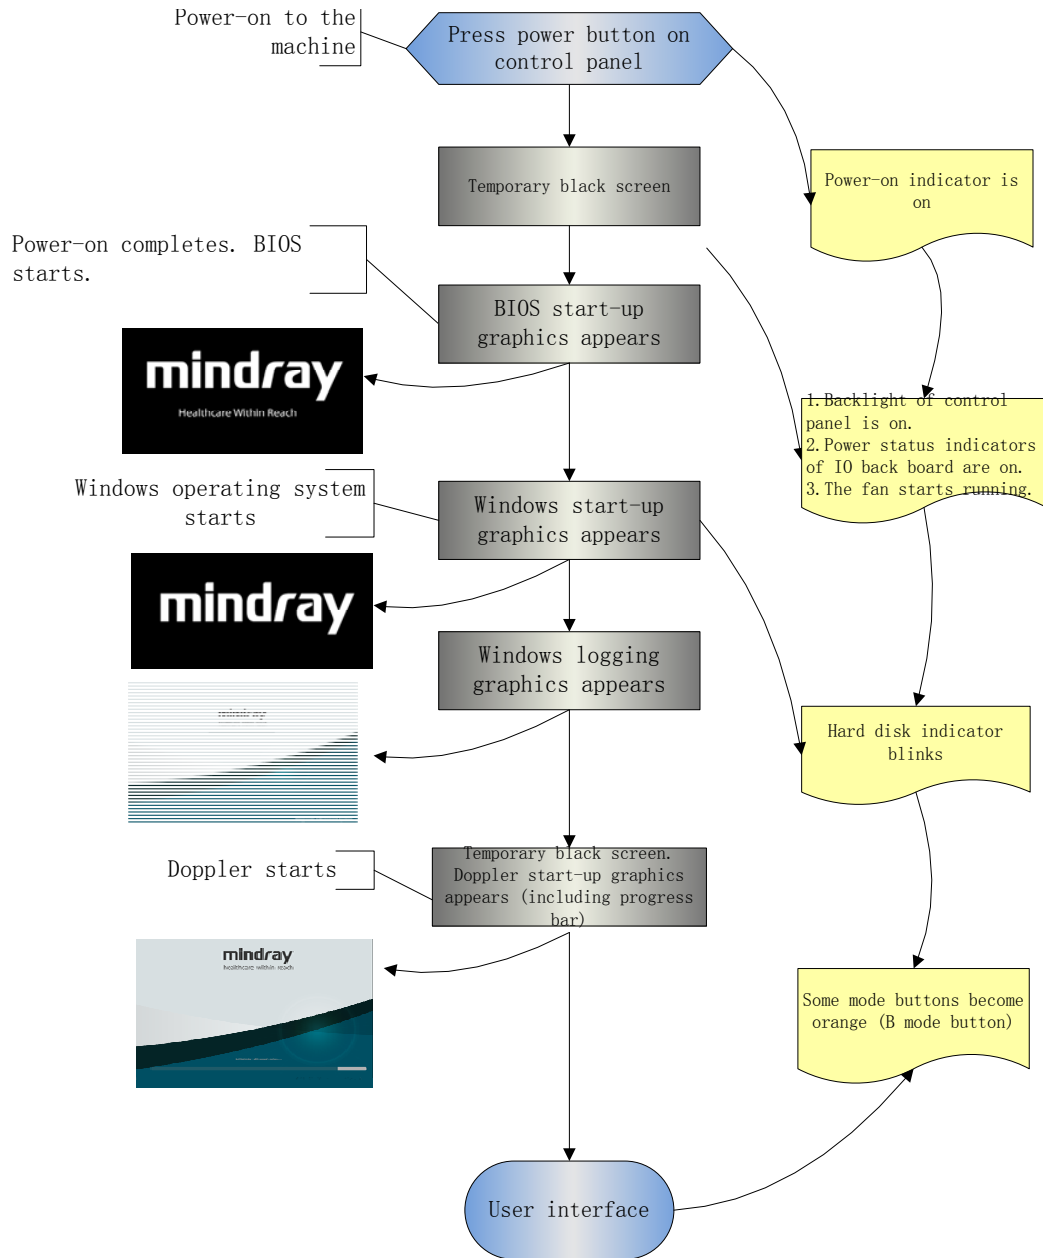 Power-on to the
machine
Press power button on
control panel
Temporary black screen
Power-on indicator is
on
Power-on completes. BIOS
starts.
BIOS start-up
graphics appears
mindray
Healthcare Within Reach
1.Backlight of control
panel is on.
2.Power status indicators
of IO back board are on.
3.The fan starts running.
Windows operating system
starts
Windows start-up
graphics appears
mindray
Windows logging
graphics appears
mindray
Hard disk indicator
blinks
Doppler starts
Temporary black screen.
Doppler start-up graphics
appears (including progress
bar)
mindray
healthcare within reach
Some mode buttons become
orange (B mode button)
User interface